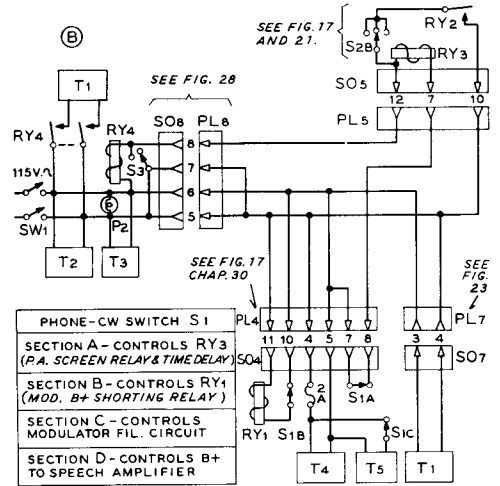 B
SEE FIG. 17
AND 21.
S2B
RY2
RY3
SO5
12 7 10
PL5
T1
SEE FIG. 28
SO8 PL8
RY4
RY4
S3
8
7
6
5
115V.~
SW1
P2
T2
T3
SEE FIG. 17
CHAP. 30
SEE
FIG.
23
PL4
11 10 4 5 7 8
SO4
PL7
3 4
SO7
2
A
S1A
RY1
S1B
S1C
T4
T5
T1
PHONE-CW SWITCH S1
SECTION A - CONTROLS RY3
(P.A. SCREEN RELAY & TIME DELAY)
SECTION B - CONTROLS RY1
(MOD. B+ SHORTING RELAY)
SECTION C - CONTROLS
MODULATOR FIL. CIRCUIT
SECTION D - CONTROLS B+
TO SPEECH AMPLIFIER